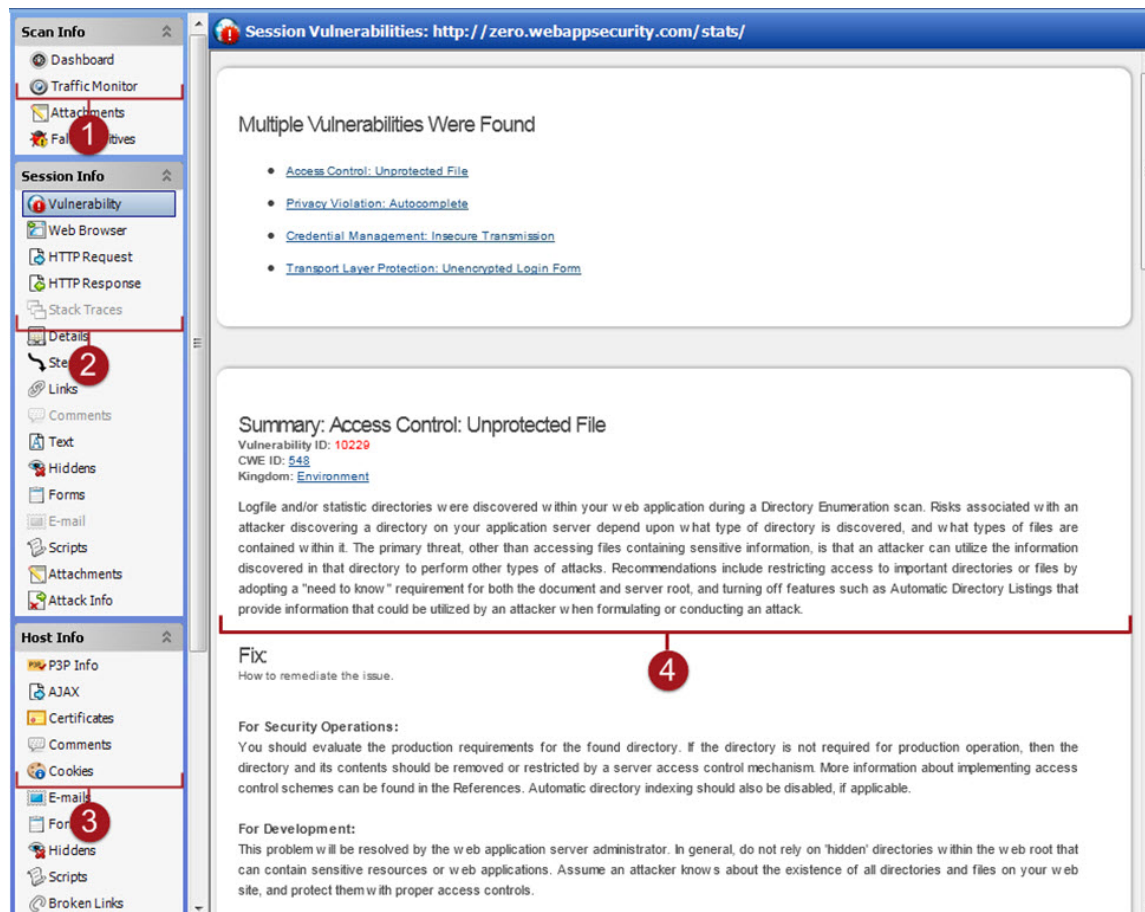 Scan Info
Dashboard
Traffic Monitor
Attachments
1
Session Info
Vulnerability
Web Browser
HTTP Request
HTTP Response
Stack Traces
Details
2
Links
Comments
Text
Hiddens
Forms
E-mail
Scripts
Attachments
Attack Info
Host Info
P3P Info
AJAX
Certificates
Comments
Cookies
E-mails
3
Hiddens
Scripts
Broken Links
Session Vulnerabilities: http://zero.webappsecurity.com/stats/
Multiple Vulnerabilities Were Found
Access Control: Unprotected File
Privacy Violation: Autocomplete
Credential Management: Insecure Transmission
Transport Layer Protection: Unencrypted Login Form
Summary: Access Control: Unprotected File
Vulnerability ID: 10229
CWE ID: 548
Kingdom: Environment
Logfile and/or statistic directories were discovered within your web application during a Directory Enumeration scan. Risks associated with an
attacker discovering a directory on your application server depend upon what type of directory is discovered, and what types of files are
contained within it. The primary threat, other than accessing files containing sensitive information, is that an attacker can utilize the information
discovered in that directory to perform other types of attacks. Recommendations include restricting access to important directories or files by
adopting a "need to know" requirement for both the document and server root, and turning off features such as Automatic Directory Listings that
provide information that could be utilized by an attacker when formulating or conducting an attack.
4
Fix:
How to remediate the issue.
For Security Operations:
You should evaluate the production requirements for the found directory. If the directory is not required for production operation, then the
directory and its contents should be removed or restricted by a server access control mechanism. More information about implementing access
control schemes can be found in the References. Automatic directory indexing should also be disabled, if applicable.
For Development:
This problem will be resolved by the web application server administrator. In general, do not rely on 'hidden' directories within the web root that
can contain sensitive resources or web applications. Assume an attacker knows about the existence of all directories and files on your web
site, and protect them with proper access controls.